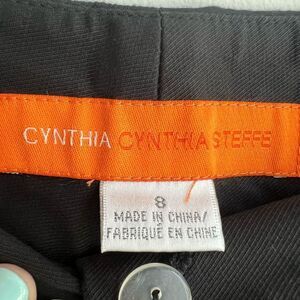 CYNTHIA CYNTHIA STEFFE
8
MADE IN CHINA/
FABRIQUÉ EN CHINE